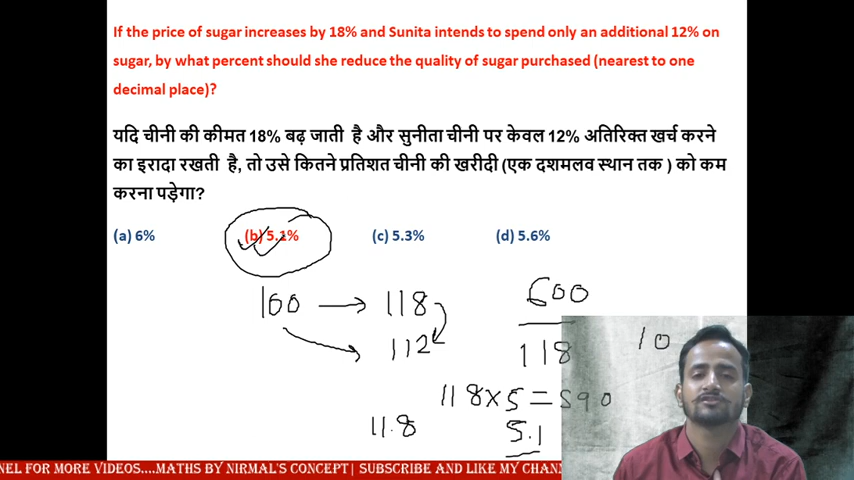 If the price of sugar increases by 18% and Sunita intends to spend only an additional 12% on
sugar, by what percent should she reduce the quality of sugar purchased (nearest to one
decimal place)?
यदि चीनी की कीमत 18% बढ़ जाती है और सुनीता चीनी पर केवल 12% अतिरिक्त खर्च करने
का इरादा रखती है, तो उसे कितने प्रतिशत चीनी की खरीदी (एक दशमलव स्थान तक ) को कम
करना पड़ेगा?
(a) 6% (b) 5.1% (c) 5.3% (d) 5.6%
100 → 118 600
112 118 10
118×5=590
11.8 5.1
NEL FOR MORE VIDEOS....MATHS BY NIRMAL'S CONCEPT| SUBSCRIBE AND LIKE MY CHAN